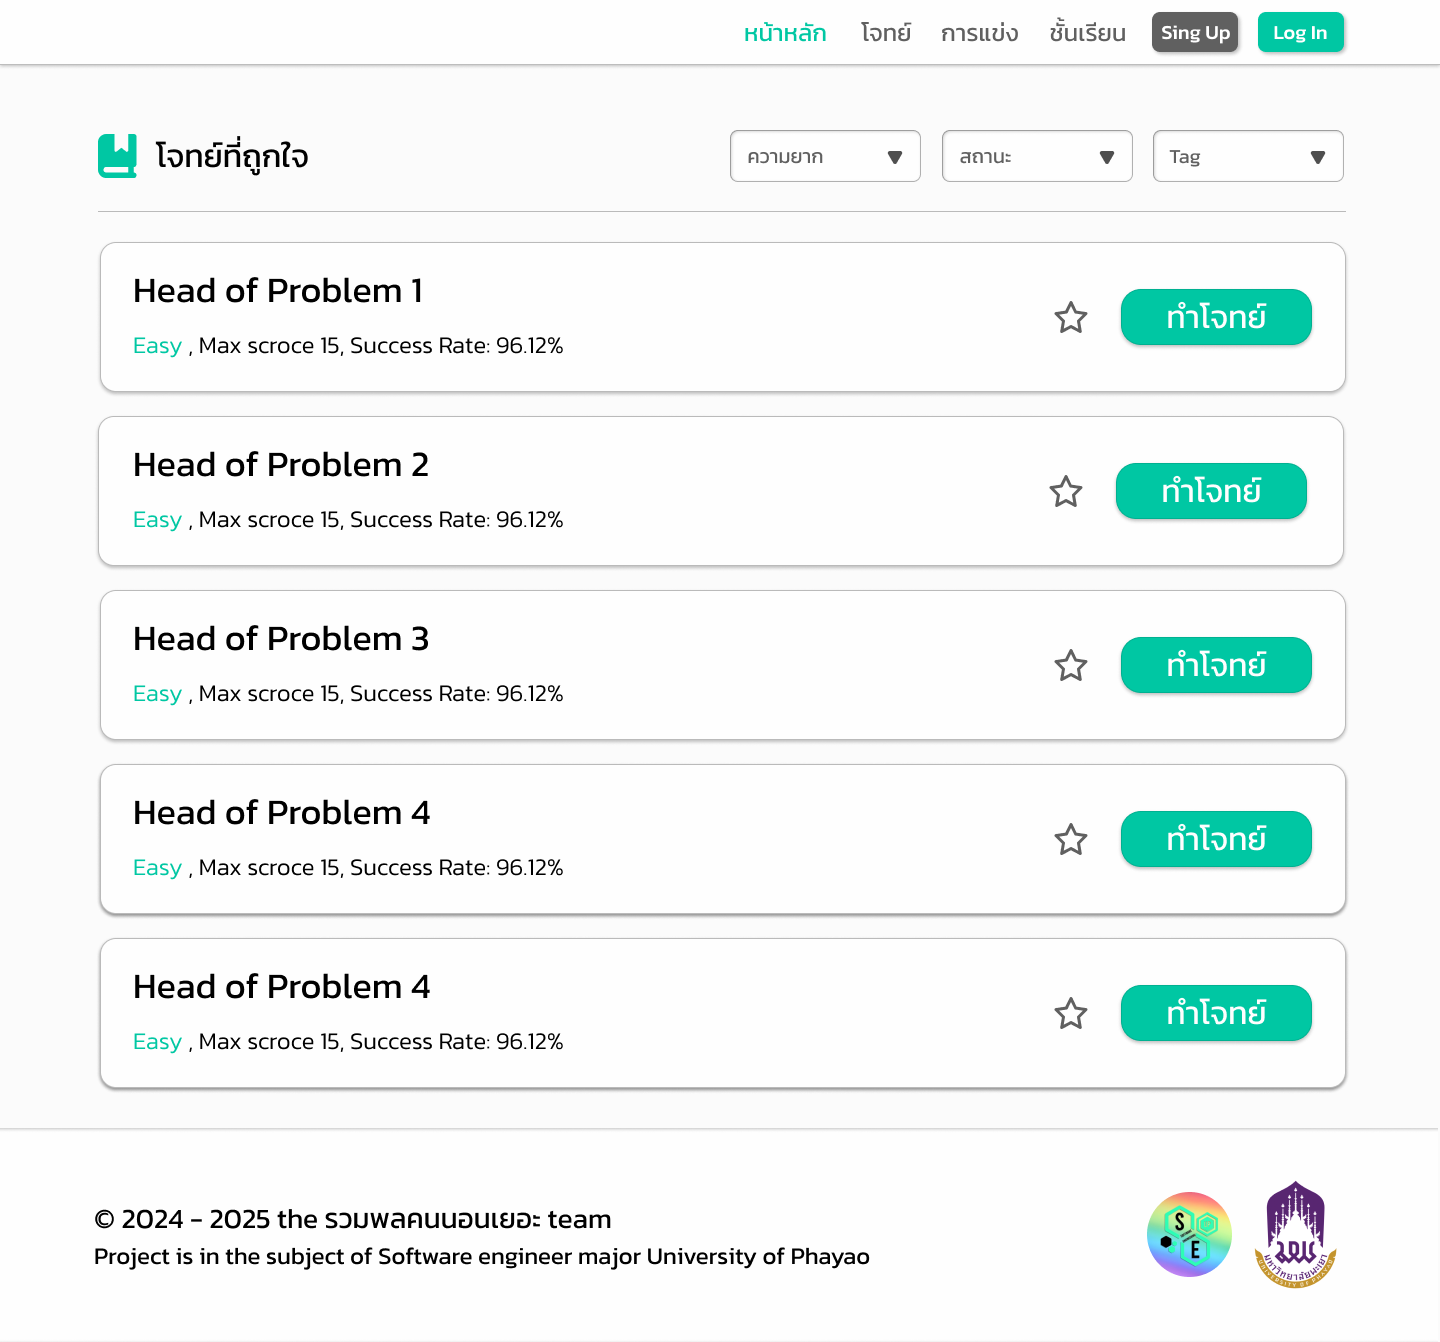 หน้าหลัก โจทย์ การแข่ง ชั้นเรียน Sing Up Log In
โจทย์ที่ถูกใจ ความยาก สถานะ Tag
Head of Problem 1
Easy , Max scroce 15, Success Rate: 96.12% ทำโจทย์
Head of Problem 2
Easy , Max scroce 15, Success Rate: 96.12% ทำโจทย์
Head of Problem 3
Easy , Max scroce 15, Success Rate: 96.12% ทำโจทย์
Head of Problem 4
Easy , Max scroce 15, Success Rate: 96.12% ทำโจทย์
Head of Problem 4
Easy , Max scroce 15, Success Rate: 96.12% ทำโจทย์
© 2024 - 2025 the รวมพลคนนอนเยอะ team
Project is in the subject of Software engineer major University of Phayao
S E
มหาวิทยาลัยพะเยา
UNIVERSITY OF PHAYAO